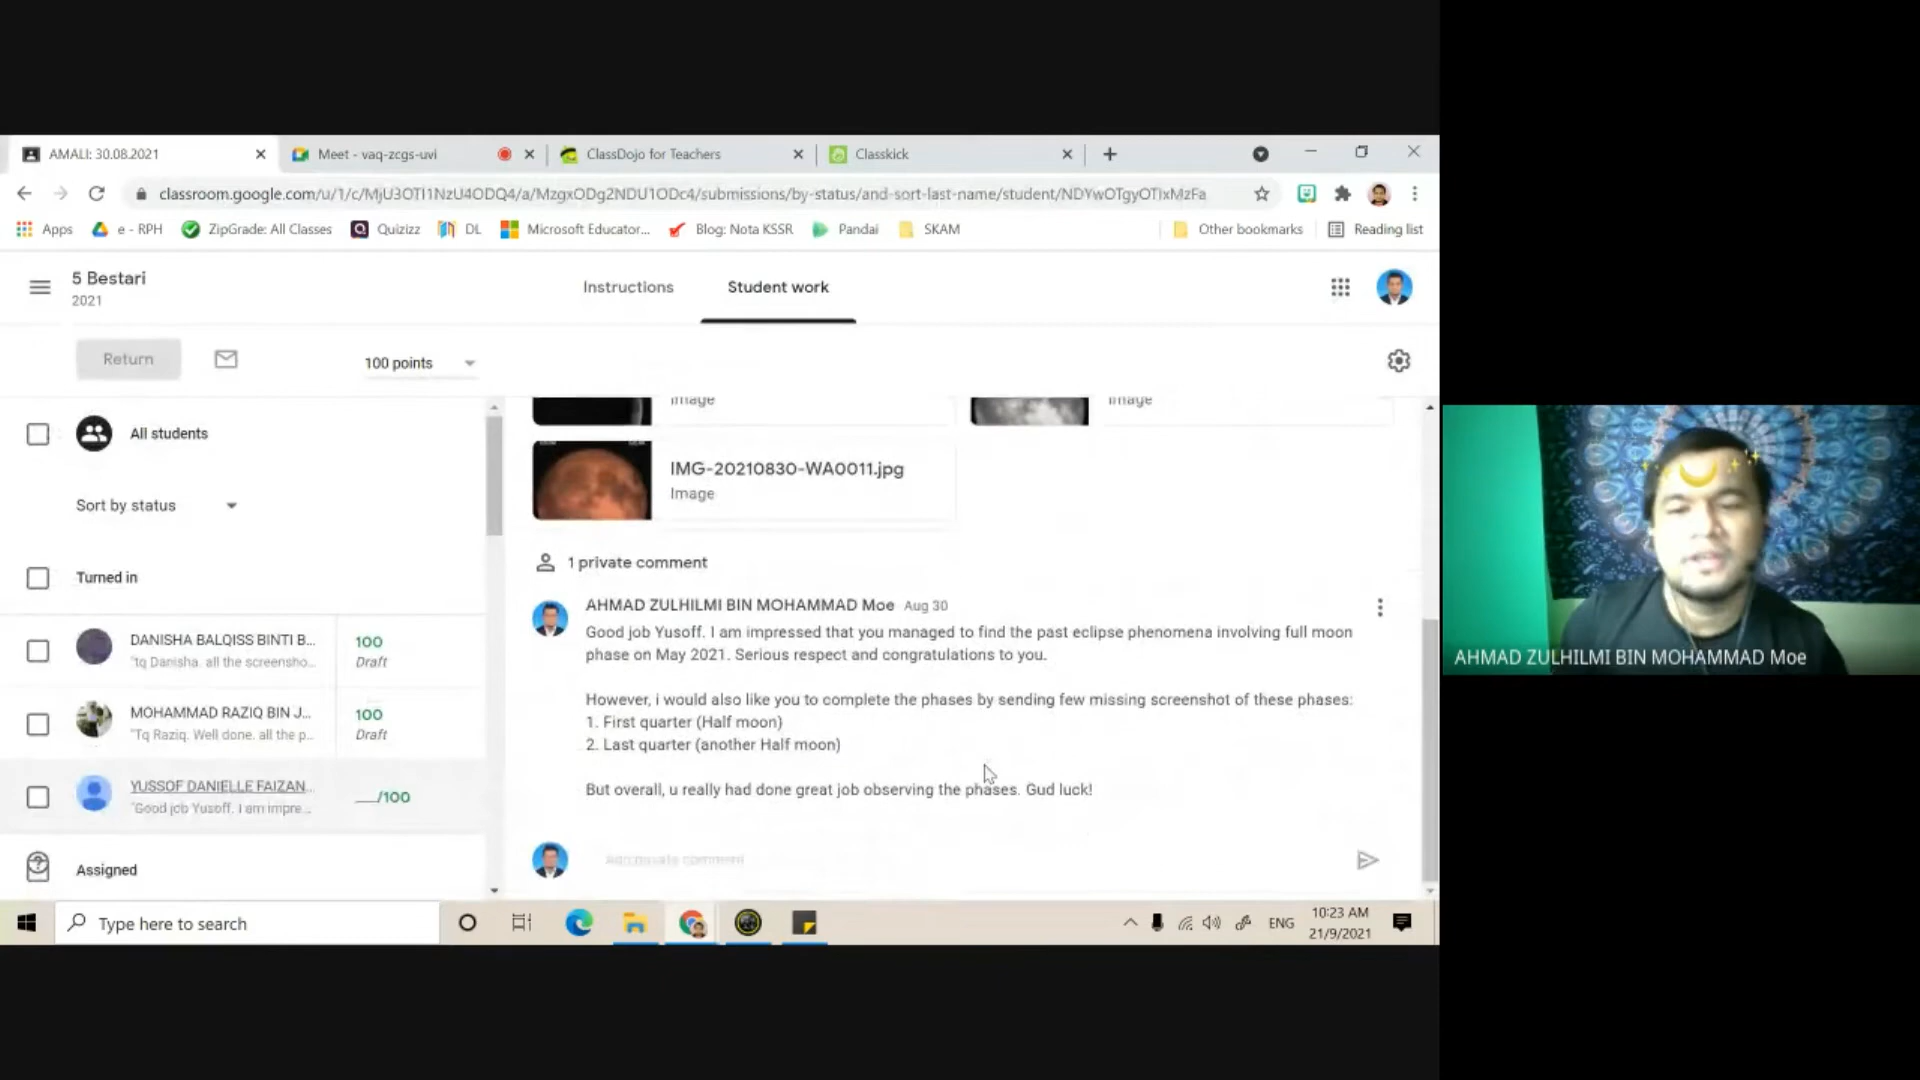 AMALI: 30.08.2021
Meet - vaq-zcgs-uvi
ClassDojo for Teachers
Classkick
classroom.google.com/u/1/c/MjU3OTI1NzU4ODQ4/a/MzgxODg2NDU1ODc4/submissions/by-status/and-sort-last-name/student/NDYwOTgyOTIxMzFa
Apps
e - RPH
ZipGrade: All Classes
Quizizz
DL
Microsoft Educator...
Blog: Nota KSSR
Pandai
SKAM
Other bookmarks
Reading list
5 Bestari
2021
Instructions
Student work
Return
100 points
All students
Sort by status
Turned in
DANISHA BALQISS BINTI B...
"tq Danisha. all the screensho...
100
Draft
MOHAMMAD RAZIQ BIN J...
"Tq Raziq. Well done. all the p...
100
Draft
YUSSOF DANIELLE FAIZAN...
"Good job Yusoff. I am impre...
___/100
Assigned
Image
Image
IMG-20210830-WA0011.jpg
Image
1 private comment
AHMAD ZULHILMI BIN MOHAMMAD Moe Aug 30
Good job Yusoff. I am impressed that you managed to find the past eclipse phenomena involving full moon
phase on May 2021. Serious respect and congratulations to you.
However, i would also like you to complete the phases by sending few missing screenshot of these phases:
1. First quarter (Half moon)
2. Last quarter (another Half moon)
But overall, u really had done great job observing the phases. Gud luck!
Add private comment
Type here to search
ENG
10:23 AM
21/9/2021
AHMAD ZULHILMI BIN MOHAMMAD Moe